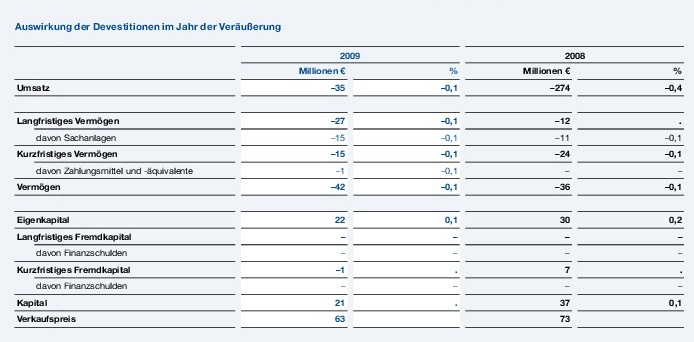 Auswirkung der Devestitionen im Jahr der Veräußerung
2009 2008
Millionen € % Millionen € %
Umsatz –35 –0,1 –274 –0,4
Langfristiges Vermögen –27 –0,1 –12 .
davon Sachanlagen –15 –0,1 –11 –0,1
Kurzfristiges Vermögen –15 –0,1 –24 –0,1
davon Zahlungsmittel und -äquivalente –1 –0,1 – –
Vermögen –42 –0,1 –36 –0,1
Eigenkapital 22 0,1 30 0,2
Langfristiges Fremdkapital – – – –
davon Finanzschulden – – – –
Kurzfristiges Fremdkapital –1 . 7 .
davon Finanzschulden – – – –
Kapital 21 . 37 0,1
Verkaufspreis 63 73